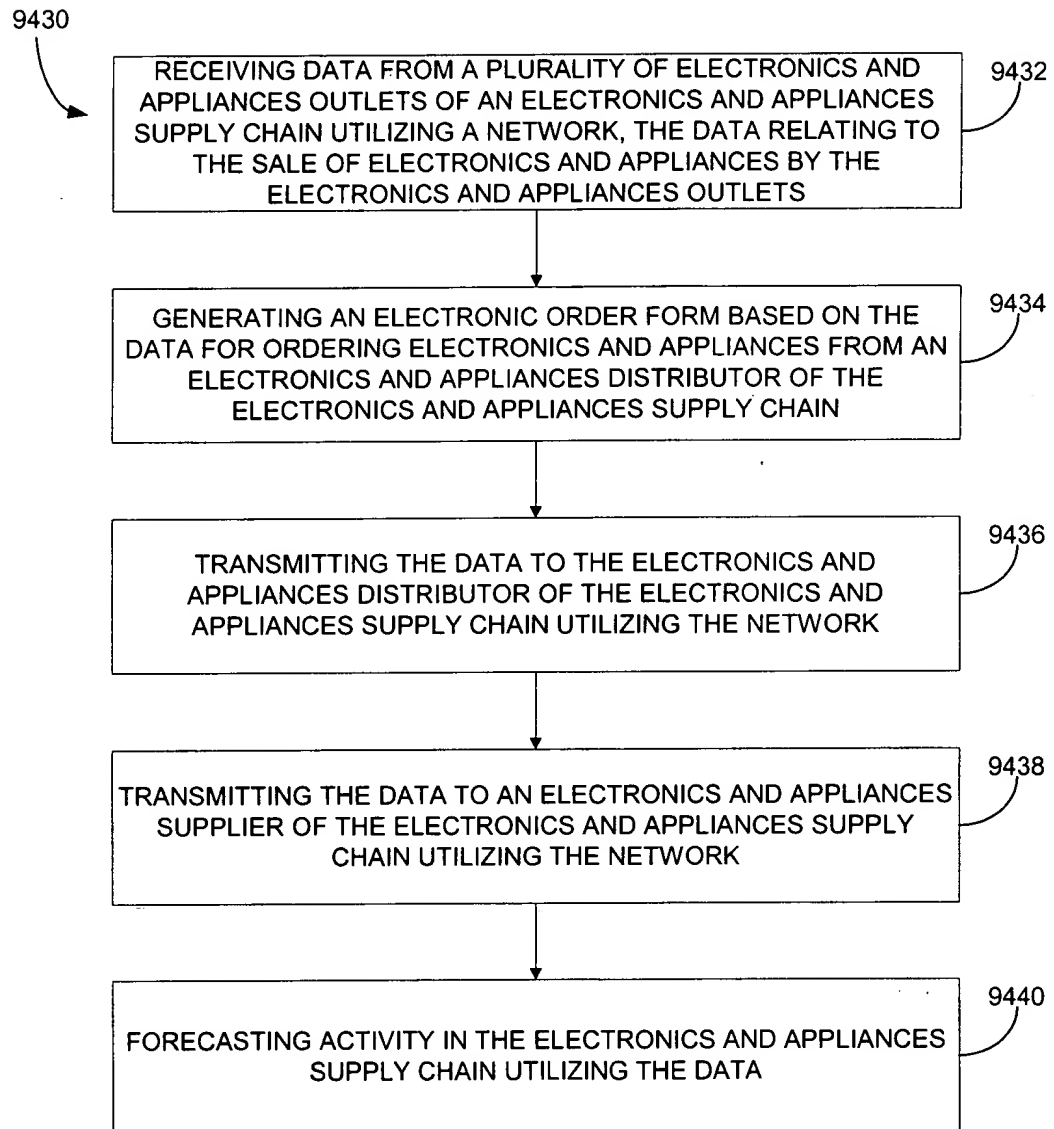 9430
RECEIVING DATA FROM A PLURALITY OF ELECTRONICS AND
APPLIANCES OUTLETS OF AN ELECTRONICS AND APPLIANCES
SUPPLY CHAIN UTILIZING A NETWORK, THE DATA RELATING TO
THE SALE OF ELECTRONICS AND APPLIANCES BY THE
ELECTRONICS AND APPLIANCES OUTLETS
9432
GENERATING AN ELECTRONIC ORDER FORM BASED ON THE
DATA FOR ORDERING ELECTRONICS AND APPLIANCES FROM AN
ELECTRONICS AND APPLIANCES DISTRIBUTOR OF THE
ELECTRONICS AND APPLIANCES SUPPLY CHAIN
9434
TRANSMITTING THE DATA TO THE ELECTRONICS AND
APPLIANCES DISTRIBUTOR OF THE ELECTRONICS AND
APPLIANCES SUPPLY CHAIN UTILIZING THE NETWORK
9436
TRANSMITTING THE DATA TO AN ELECTRONICS AND APPLIANCES
SUPPLIER OF THE ELECTRONICS AND APPLIANCES SUPPLY
CHAIN UTILIZING THE NETWORK
9438
FORECASTING ACTIVITY IN THE ELECTRONICS AND APPLIANCES
SUPPLY CHAIN UTILIZING THE DATA
9440